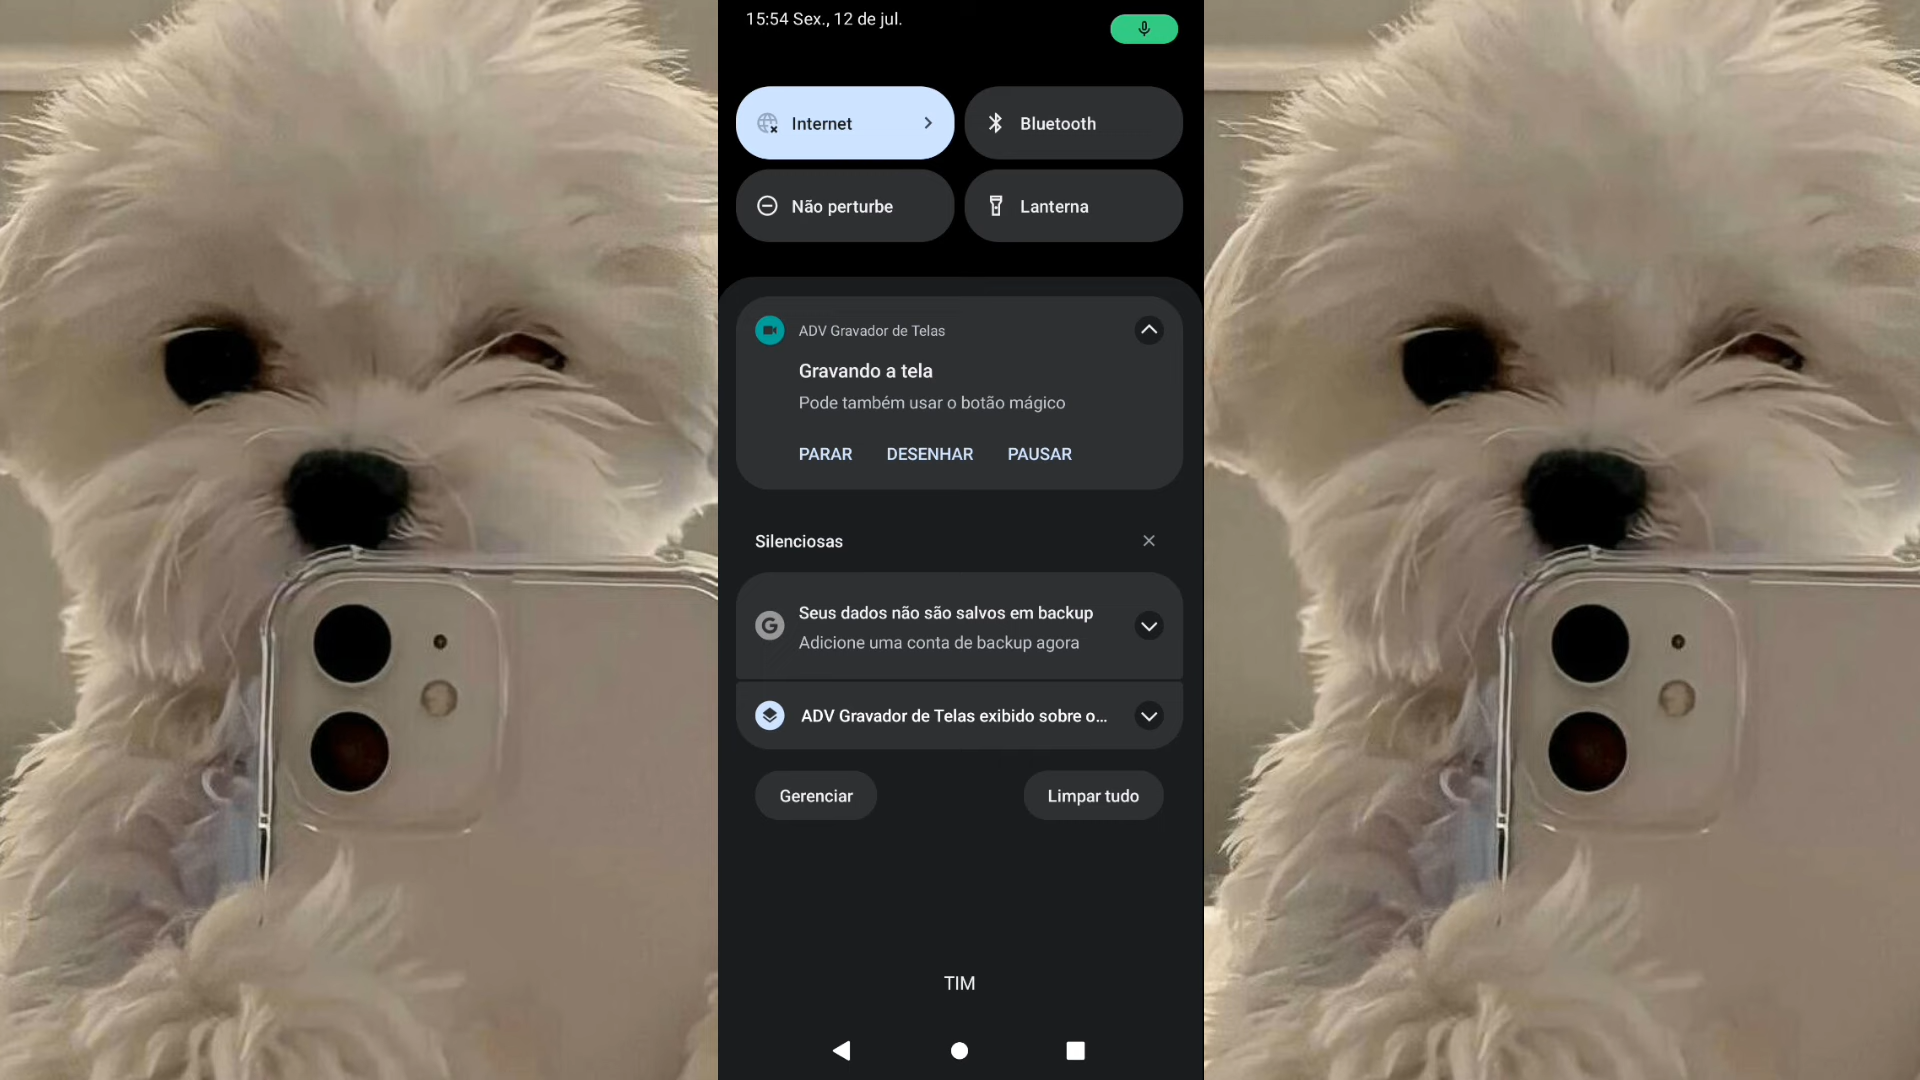 15:54 Sex., 12 de jul.
Internet
Bluetooth
Não perturbe
Lanterna
ADV Gravador de Telas
Gravando a tela
Pode também usar o botão mágico
PARAR DESENHAR PAUSAR
Silenciosas
Seus dados não são salvos em backup
Adicione uma conta de backup agora
ADV Gravador de Telas exibido sobre o...
Gerenciar
Limpar tudo
TIM